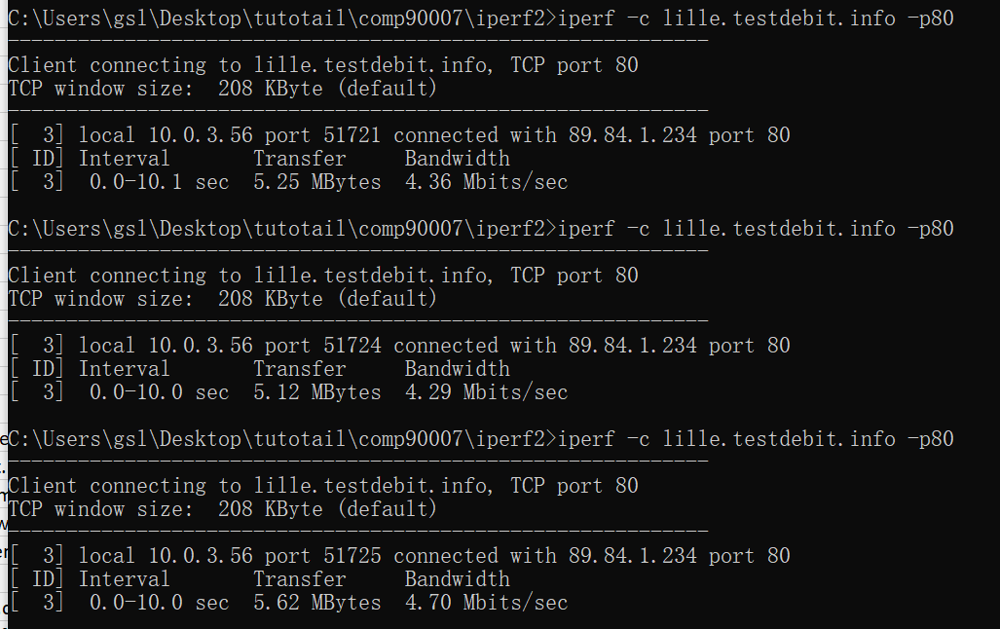 C:\Users\gsl\Desktop\tutotail\comp90007\iperf2>iperf -c lille.testdebit.info -p80
------------------------------------------------------------
Client connecting to lille.testdebit.info, TCP port 80
TCP window size:  208 KByte (default)
------------------------------------------------------------
[  3] local 10.0.3.56 port 51721 connected with 89.84.1.234 port 80
[ ID] Interval       Transfer     Bandwidth
[  3]  0.0-10.1 sec  5.25 MBytes  4.36 Mbits/sec
C:\Users\gsl\Desktop\tutotail\comp90007\iperf2>iperf -c lille.testdebit.info -p80
------------------------------------------------------------
Client connecting to lille.testdebit.info, TCP port 80
TCP window size:  208 KByte (default)
------------------------------------------------------------
[  3] local 10.0.3.56 port 51724 connected with 89.84.1.234 port 80
[ ID] Interval       Transfer     Bandwidth
[  3]  0.0-10.0 sec  5.12 MBytes  4.29 Mbits/sec
C:\Users\gsl\Desktop\tutotail\comp90007\iperf2>iperf -c lille.testdebit.info -p80
------------------------------------------------------------
Client connecting to lille.testdebit.info, TCP port 80
TCP window size:  208 KByte (default)
------------------------------------------------------------
[  3] local 10.0.3.56 port 51725 connected with 89.84.1.234 port 80
[ ID] Interval       Transfer     Bandwidth
[  3]  0.0-10.0 sec  5.62 MBytes  4.70 Mbits/sec